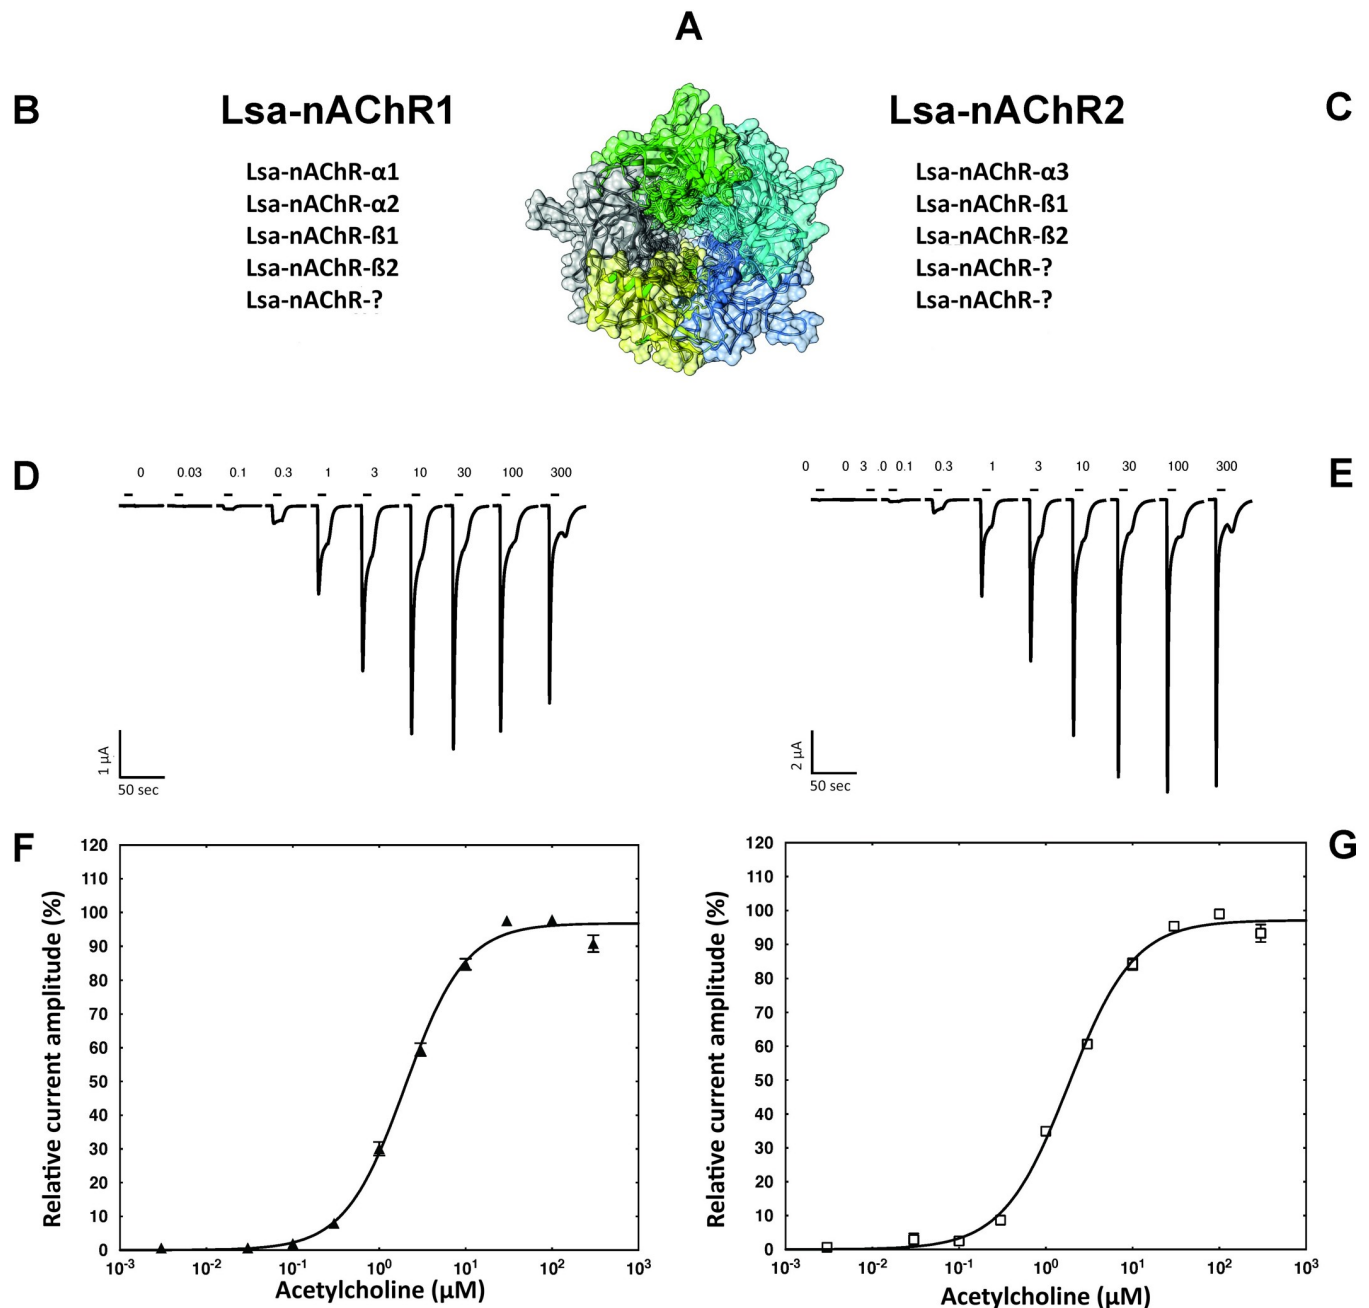 A
B
Lsa-nAChR1
Lsa-nAChR2
C
Lsa-nAChR-α1
Lsa-nAChR-α2
Lsa-nAChR-ß1
Lsa-nAChR-ß2
Lsa-nAChR-?
Lsa-nAChR-α3
Lsa-nAChR-ß1
Lsa-nAChR-ß2
Lsa-nAChR-?
Lsa-nAChR-?
D
0 0.03 0.1 0.3 1 3 10 30 100 300
1 µA
50 sec
0 0 3 .0 0.1 0.3 1 3 10 30 100 300
E
2 µA
50 sec
F
Relative current amplitude (%)
120
110
100
90
80
70
60
50
40
30
20
10
0
10-3 10-2 10-1 100 101 102 103
Acetylcholine (µM)
G
Relative current amplitude (%)
120
110
100
90
80
70
60
50
40
30
20
10
0
10-3 10-2 10-1 100 101 102 103
Acetylcholine (µM)